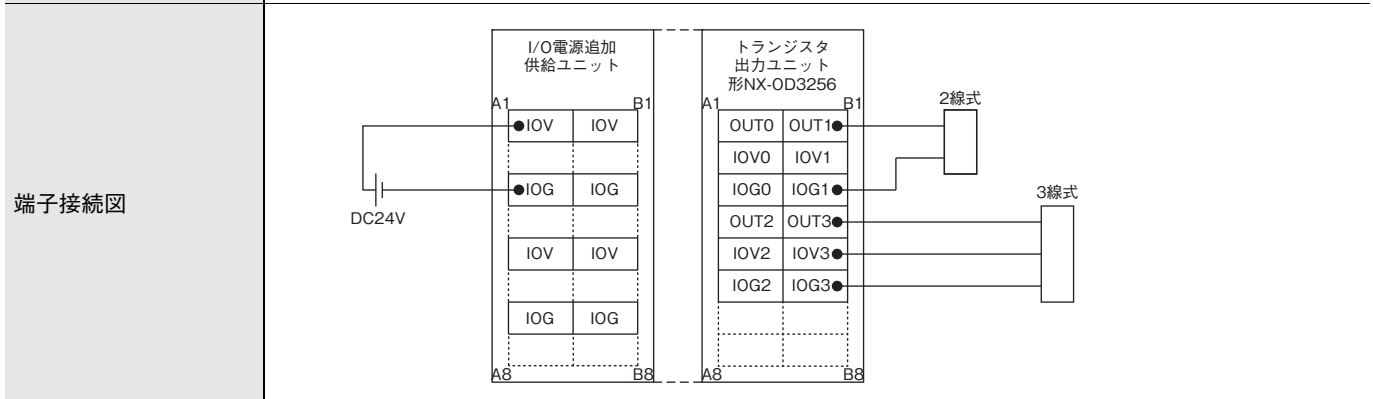 端子接続図
I/O電源追加
供給ユニット
A1 B1
IOV IOV
IOG IOG
IOV IOV
IOG IOG
A8 B8
DC24V
トランジスタ
出力ユニット
形NX-OD3256
A1 B1
OUT0 OUT1
IOV0 IOV1
IOG0 IOG1
OUT2 OUT3
IOV2 IOV3
IOG2 IOG3
A8 B8
2線式
3線式